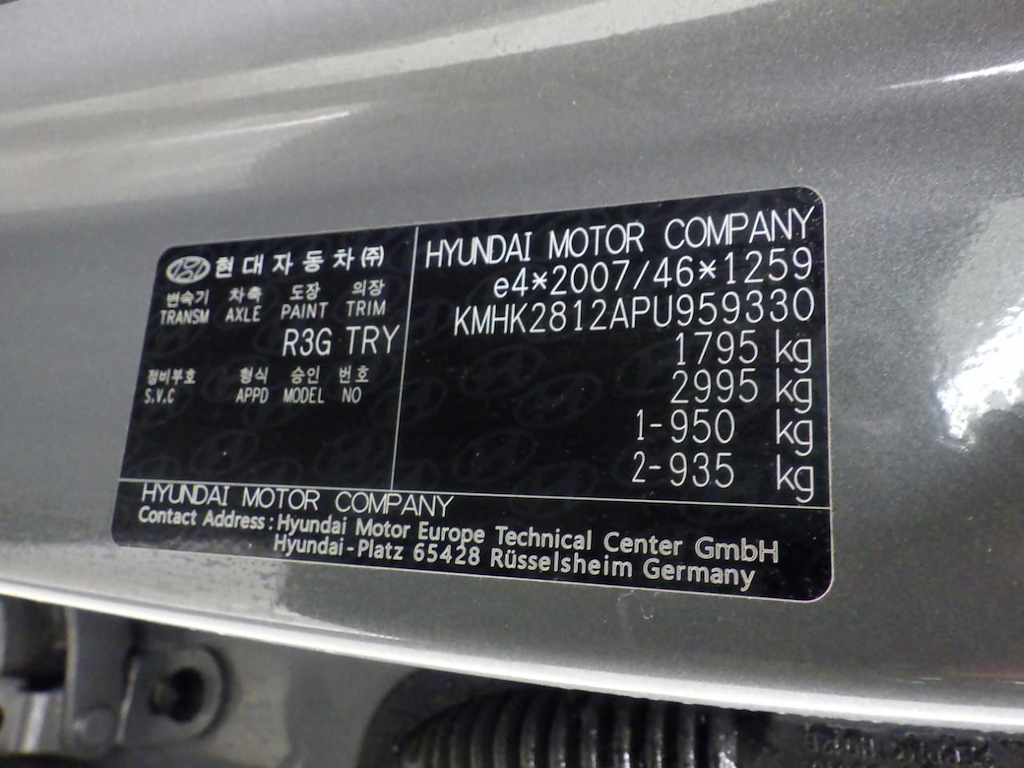 현대자동차㈜
변속기 차축 도장 의장
TRANSM AXLE PAINT TRIM
R3G TRY
정비부호 형식 승인 번호
S.V.C APPD MODEL NO
HYUNDAI MOTOR COMPANY
e4*2007/46*1259
KMHK2812APU959330
1795 kg
2995 kg
1-950 kg
2-935 kg
HYUNDAI MOTOR COMPANY
Contact Address : Hyundai Motor Europe Technical Center GmbH
Hyundai-Platz 65428 Rüsselsheim Germany